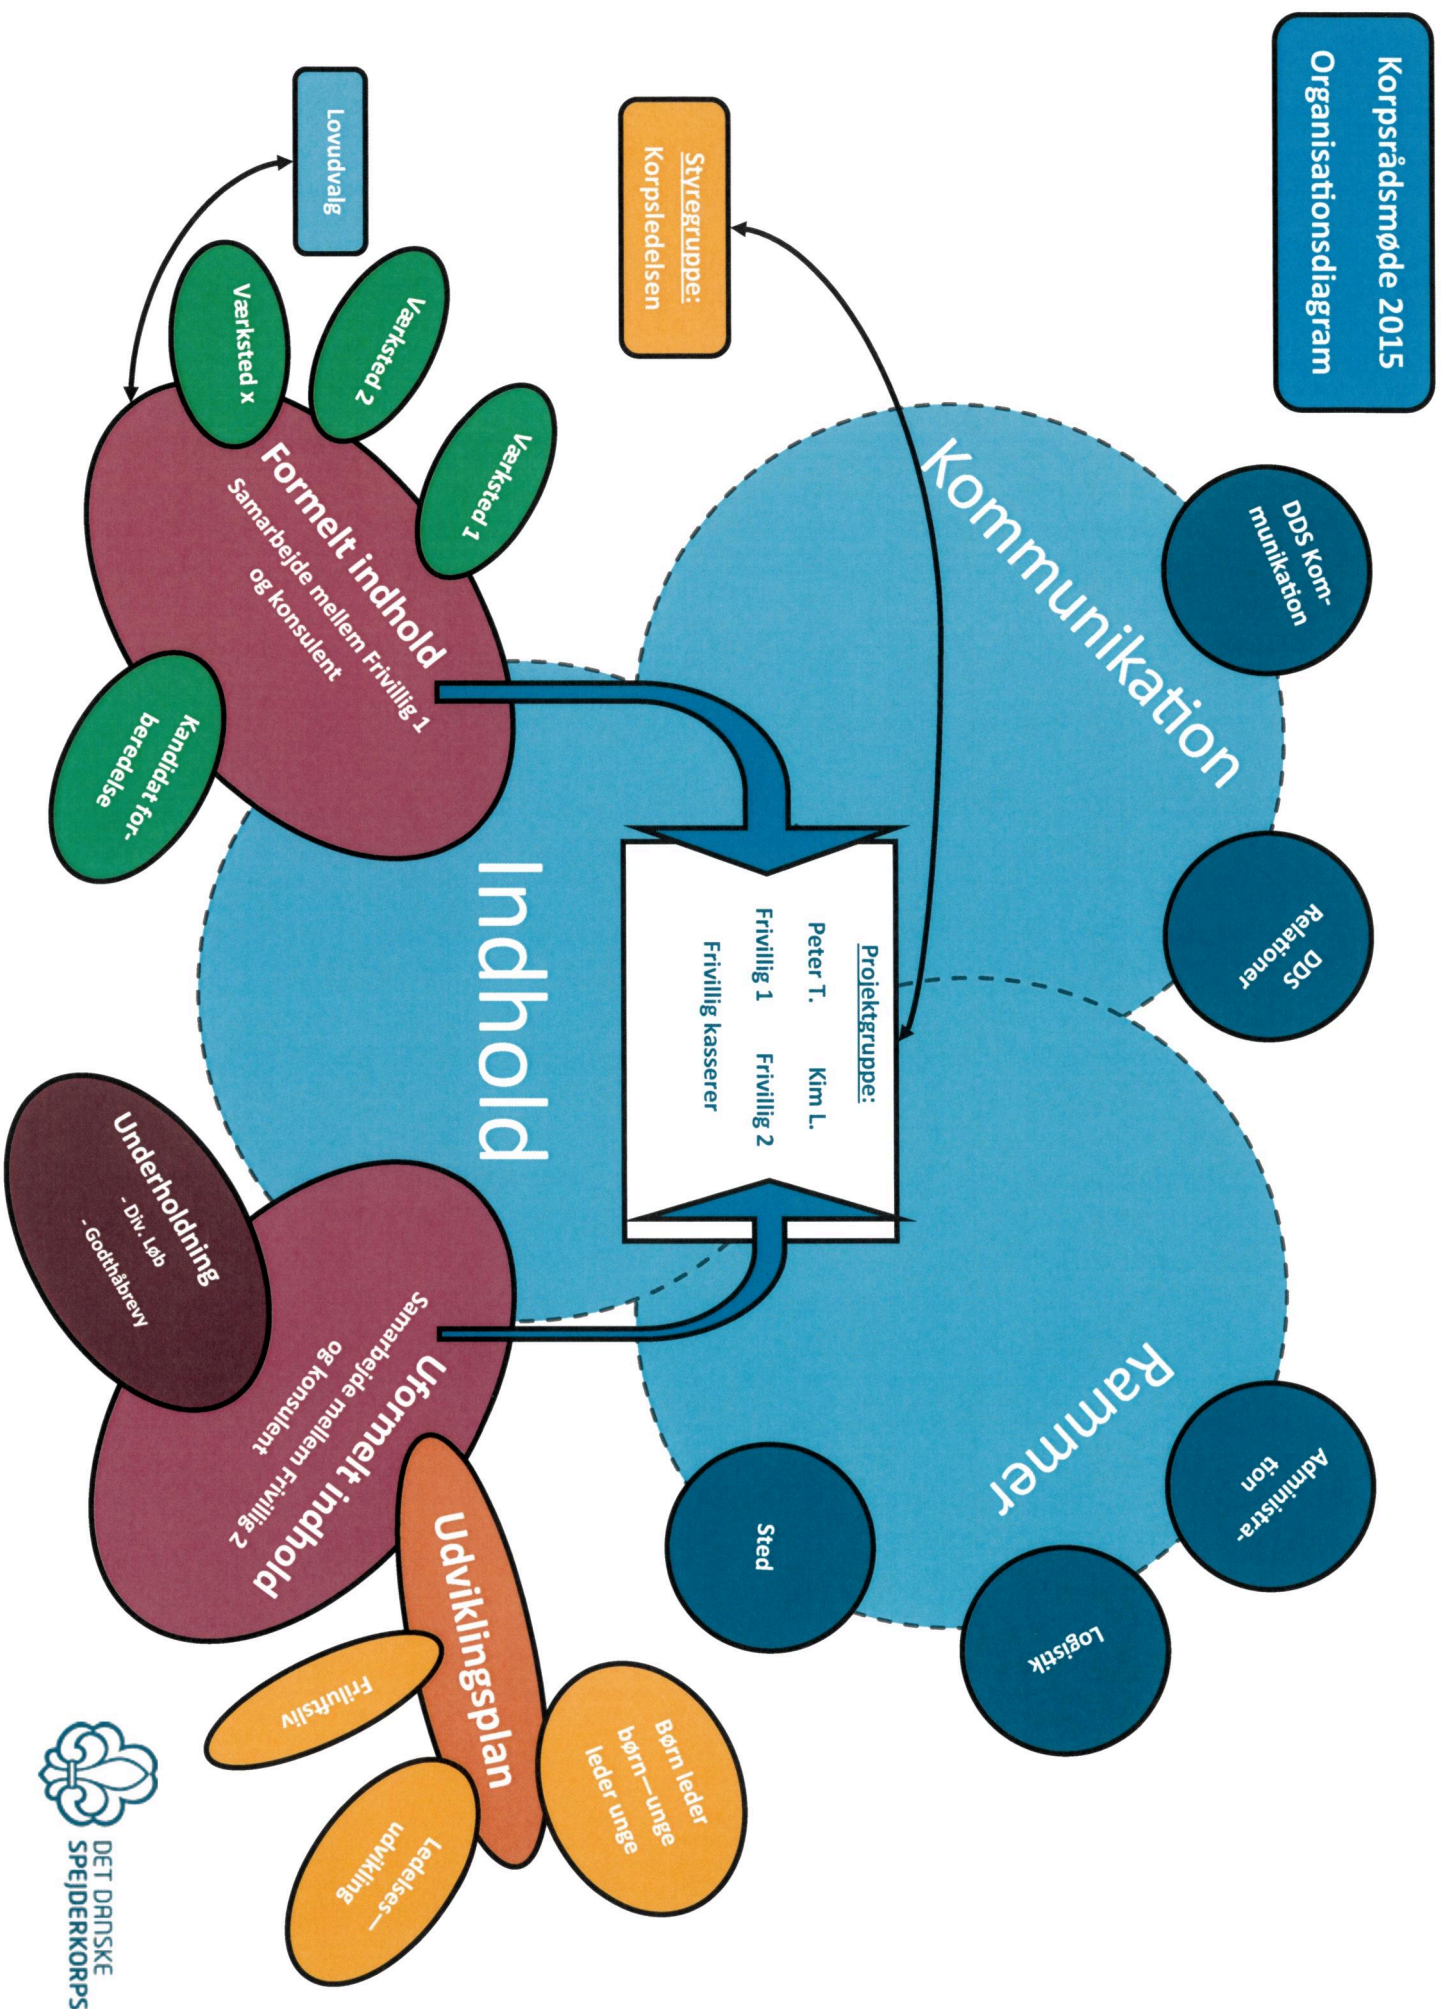 Korpsrådsmøde 2015
Organisationsdiagram
DDS Kom-
munikation
DDS
Relationer
Administra-
tion
Logistik
Sted
Kommunikation
Rammer
Styregruppe:
Korpsledelsen
Projektgruppe:
Peter T. Kim L.
Frivillig 1 Frivillig 2
Frivillig kasserer
Indhold
Lovudvalg
Værksted 1
Værksted 2
Værksted x
Formelt indhold
Samarbejde mellem Frivillig 1
og konsulent
Kandidat for-
beredelse
Underholdning
- Div. Løb
- Godthåbrevy
Uformelt indhold
Samarbejde mellem Frivillig 2
og konsulent
Udviklingsplan
Børn leder
børn—unge
leder unge
Friluftsliv
Ledelses—
udvikling
DET DANSKE
SPEJDERKORPS